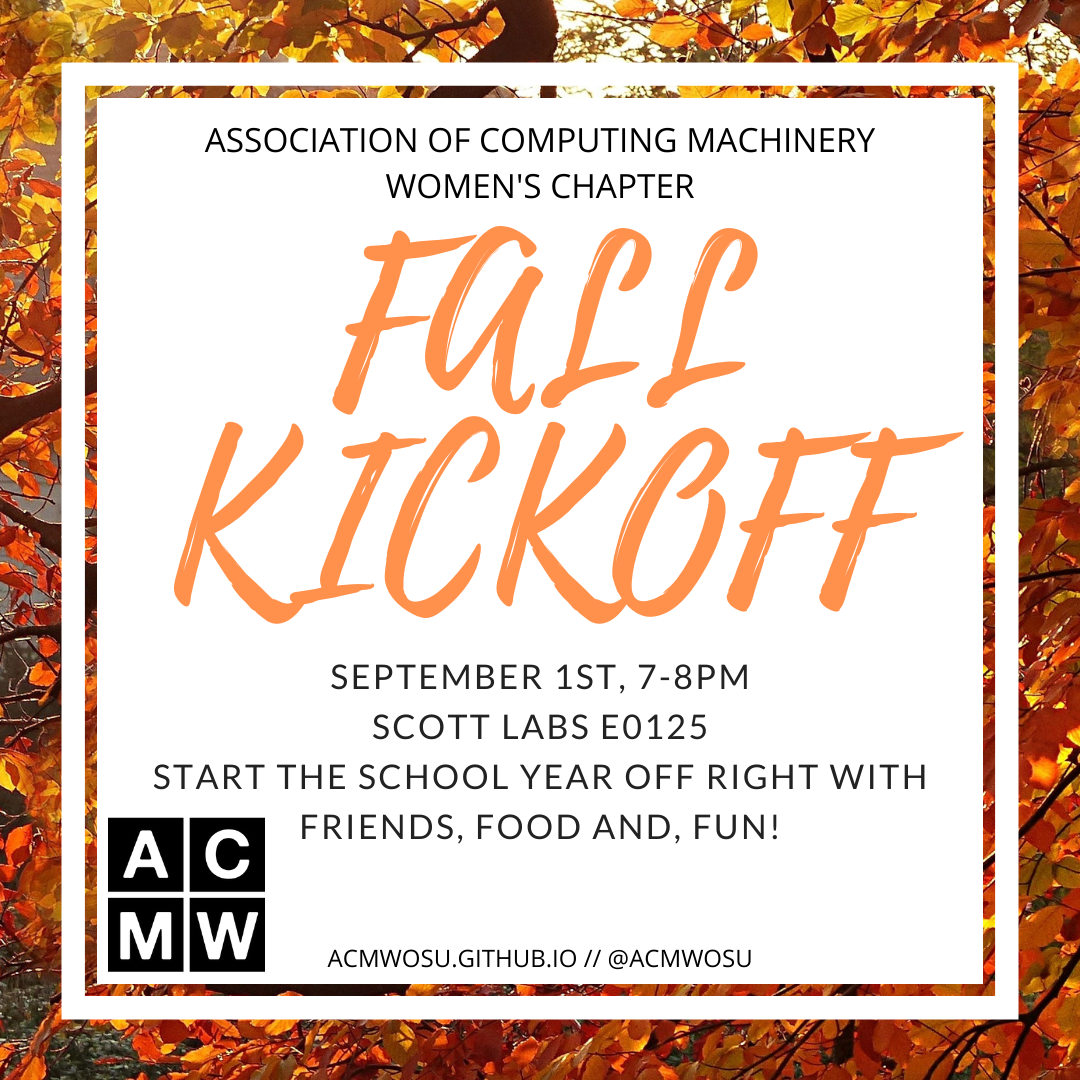 ASSOCIATION OF COMPUTING MACHINERY
WOMEN'S CHAPTER
FALL
KICKOFF
SEPTEMBER 1ST, 7-8PM
SCOTT LABS E0125
START THE SCHOOL YEAR OFF RIGHT WITH
FRIENDS, FOOD AND, FUN!
A C
M W
ACMWOSU.GITHUB.IO // @ACMWOSU